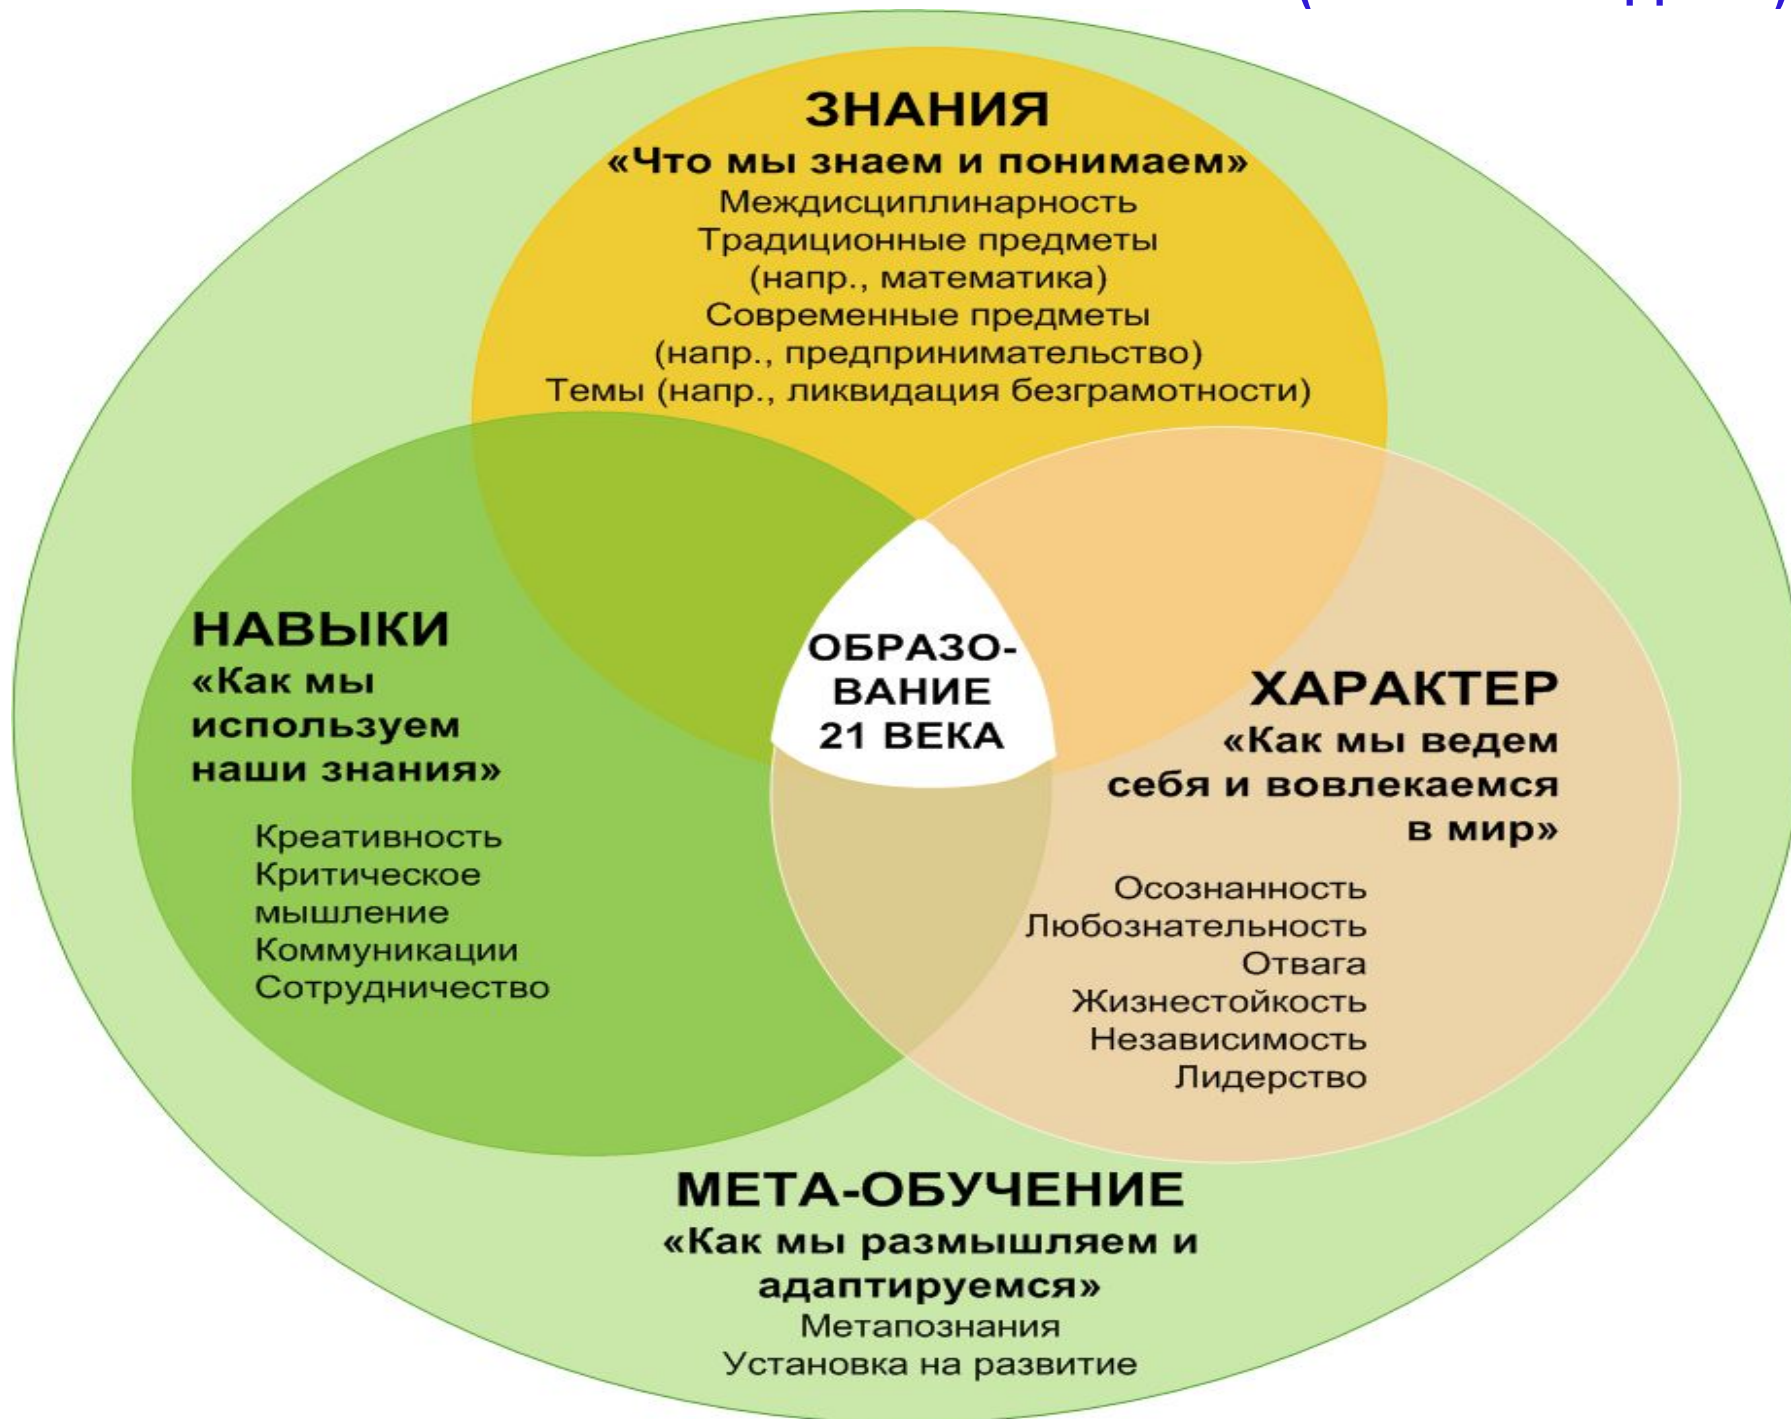 ЗНАНИЯ
«Что мы знаем и понимаем»
Междисциплинарность
Традиционные предметы
(напр., математика)
Современные предметы
(напр., предпринимательство)
Темы (напр., ликвидация безграмотности)
НАВЫКИ
«Как мы
используем
наши знания»
Креативность
Критическое
мышление
Коммуникации
Сотрудничество
ОБРАЗО-
ВАНИЕ
21 ВЕКА
ХАРАКТЕР
«Как мы ведем
себя и вовлекаемся
в мир»
Осознанность
Любознательность
Отвага
Жизнестойкость
Независимость
Лидерство
МЕТА-ОБУЧЕНИЕ
«Как мы размышляем и
адаптируемся»
Метапознания
Установка на развитие